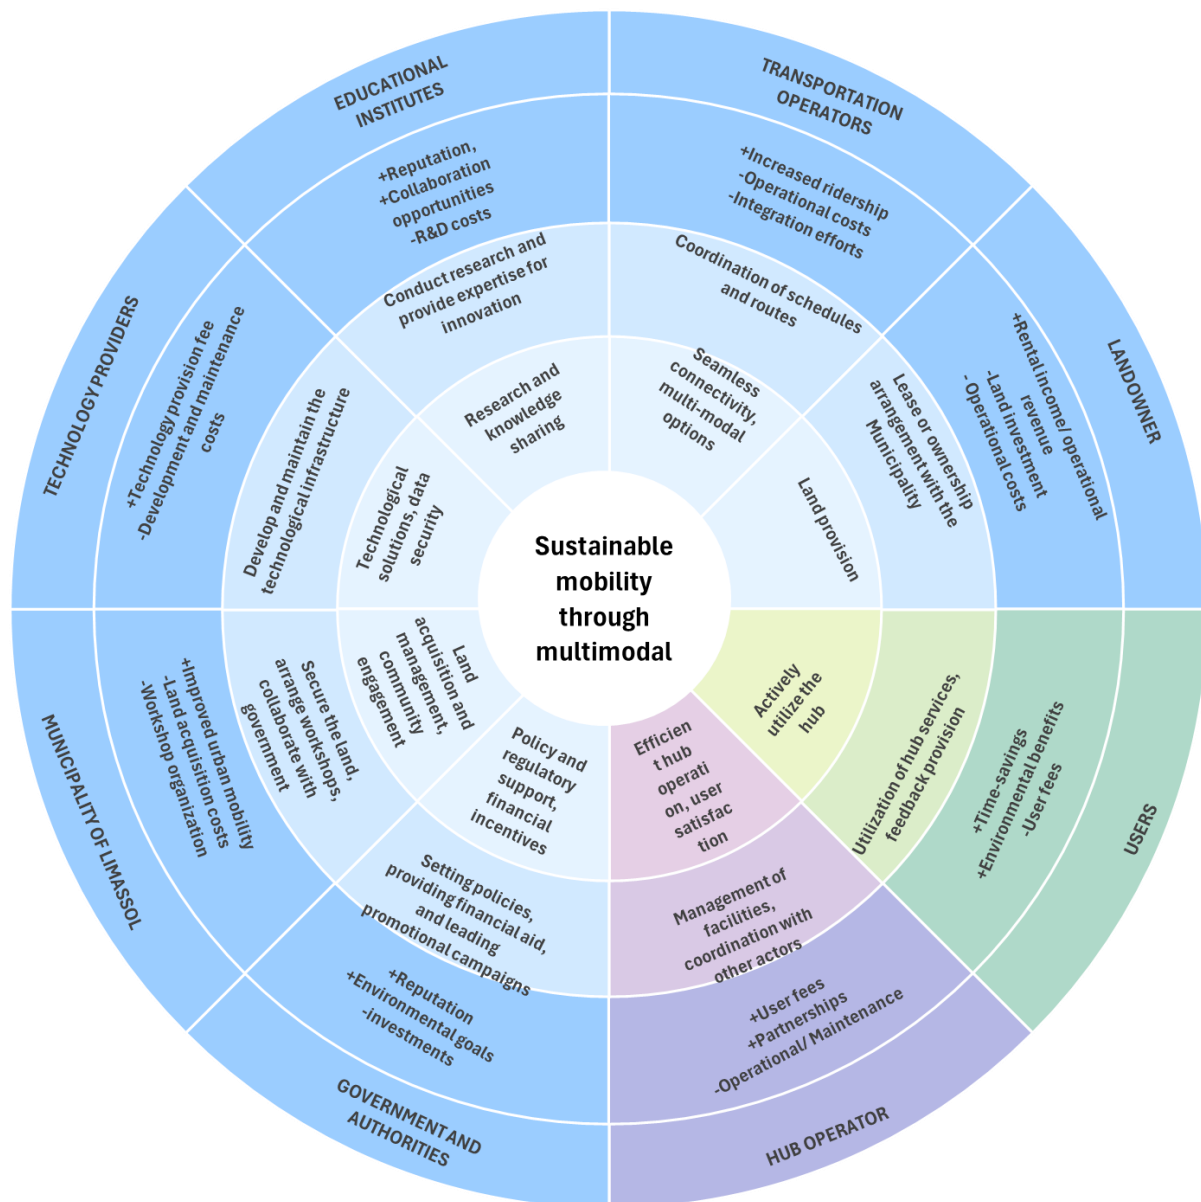 Sustainable
mobility
through
multimodal
TRANSPORTATION
OPERATORS
+Increased ridership
-Operational costs
-Integration efforts
Coordination of schedules
and routes
Seamless
connectivity,
multi-modal
options
LANDOWNER
+Rental income/ operational
revenue
-Land investment
- Operational costs
Lease or ownership
arrangement with the
Municipality
Land provision
USERS
+Time-savings
+Environmental benefits
-User fees
Utilization of hub services,
feedback provision
Actively
utilize the
hub
HUB OPERATOR
+User fees
+Partnerships
-Operational/ Maintenance
Management of
facilities,
coordination with
other actors
Efficien
t hub
operati
on, user
satisfac
tion
GOVERNMENT AND
AUTHORITIES
+Reputation
+Environmental goals
-investments
Setting policies,
providing financial aid,
and leading
promotional campaigns
Policy and
regulatory
support,
financial
incentives
MUNICIPALITY OF LIMASSOL
+Improved urban mobility
-Land acquisition costs
-Workshop organization
Secure the land,
arrange workshops,
collaborate with
government
Land
acquisition and
management,
community
engagement
TECHNOLOGY PROVIDERS
+Technology provision fee
-Development and maintenance
costs
Develop and maintain the
technological infrastructure
Technological
solutions, data
security
EDUCATIONAL
INSTITUTES
+Reputation,
+Collaboration
opportunities
-R&D costs
Conduct research and
provide expertise for
innovation
Research and
knowledge
sharing